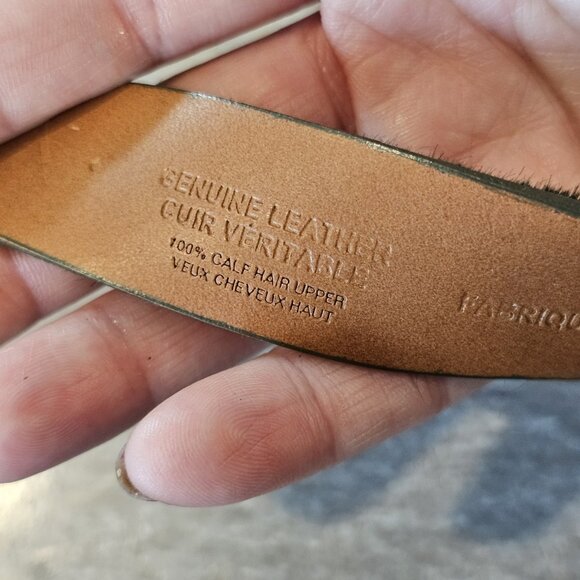 GENUINE LEATHER
CUIR VÉRITABLE
100% CALF HAIR UPPER
VEUX CHEVEUX HAUT
FABRIQU